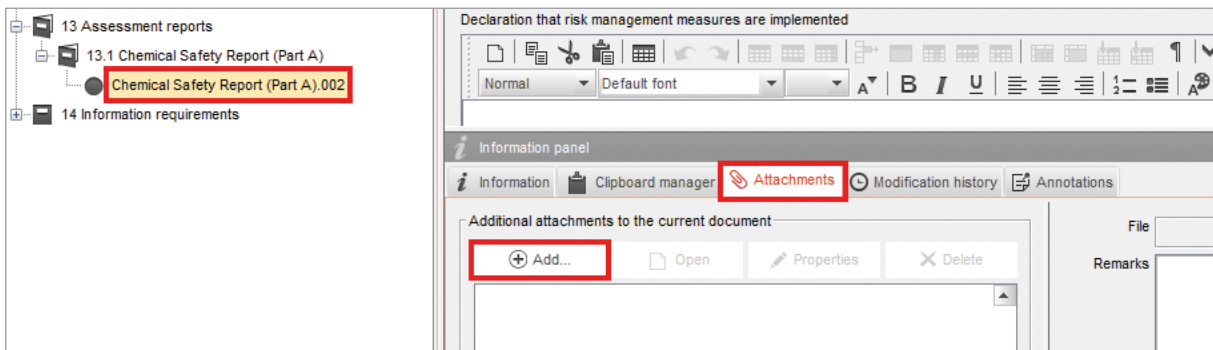 13 Assessment reports
13.1 Chemical Safety Report (Part A)
Chemical Safety Report (Part A).002
14 Information requirements
Declaration that risk management measures are implemented
Normal Default font A B I U A
Information panel
Information Clipboard manager Attachments Modification history Annotations
Additional attachments to the current document
Add... Open Properties Delete
File
Remarks